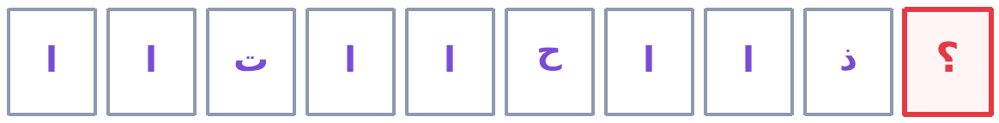 ا ا ت ا ا ح ا ا ذ ؟